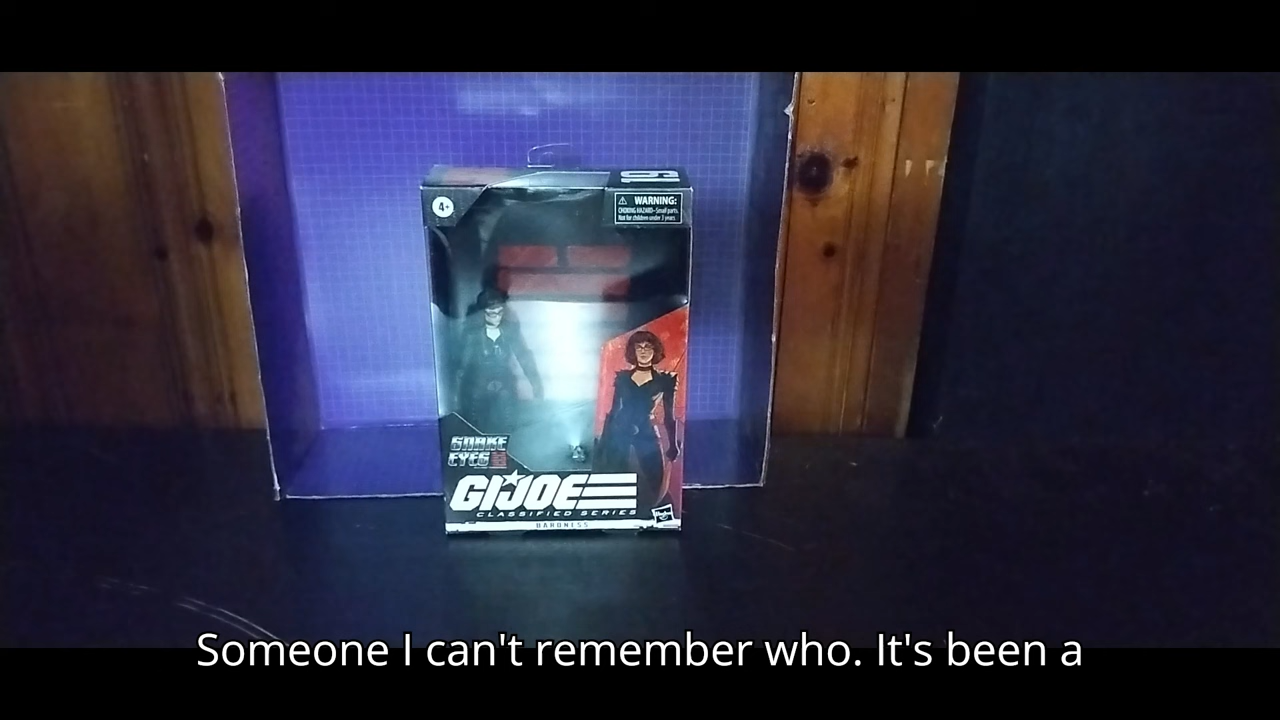 G.I.
4+
WARNING:
CHOKING HAZARD–Small parts.
Not for children under 3 years.
SNAKE
EYES
GI JOE
CLASSIFIED SERIES
BARONESS
Hasbro
Someone I can't remember who. It's been a